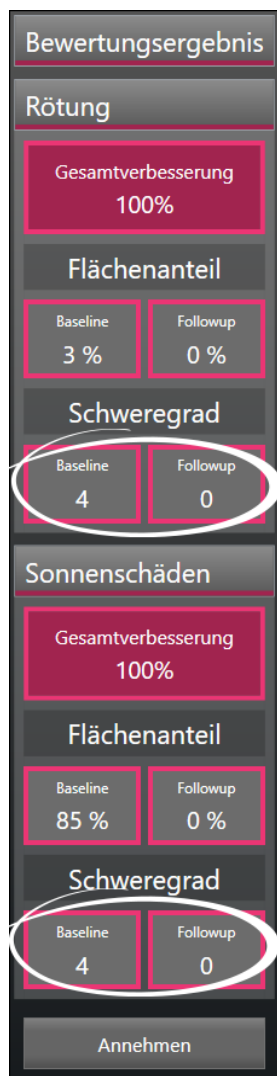 Bewertungsergebnis
Rötung
Gesamtverbesserung
100%
Flächenanteil
Baseline Followup
3 % 0 %
Schweregrad
Baseline Followup
4 0
Sonnenschäden
Gesamtverbesserung
100%
Flächenanteil
Baseline Followup
85 % 0 %
Schweregrad
Baseline Followup
4 0
Annehmen